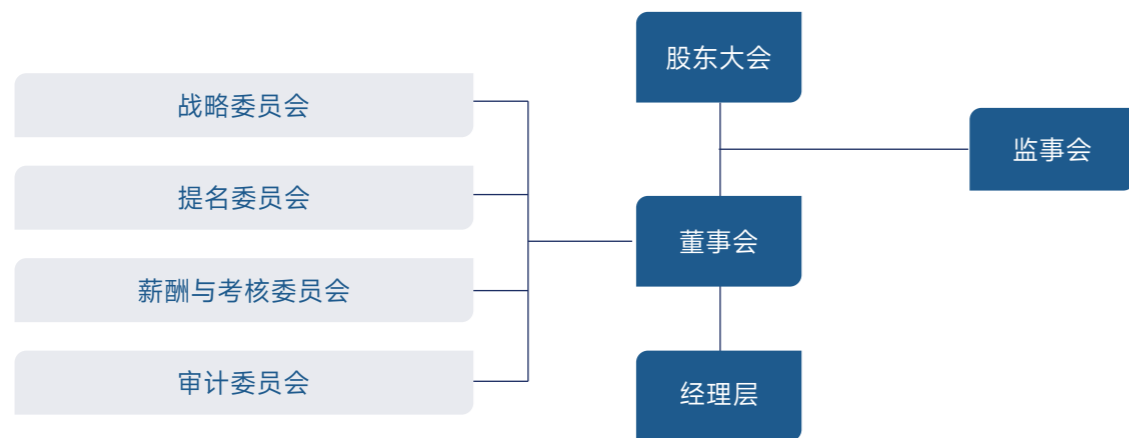 股东大会
战略委员会
监事会
提名委员会
董事会
薪酬与考核委员会
审计委员会
经理层